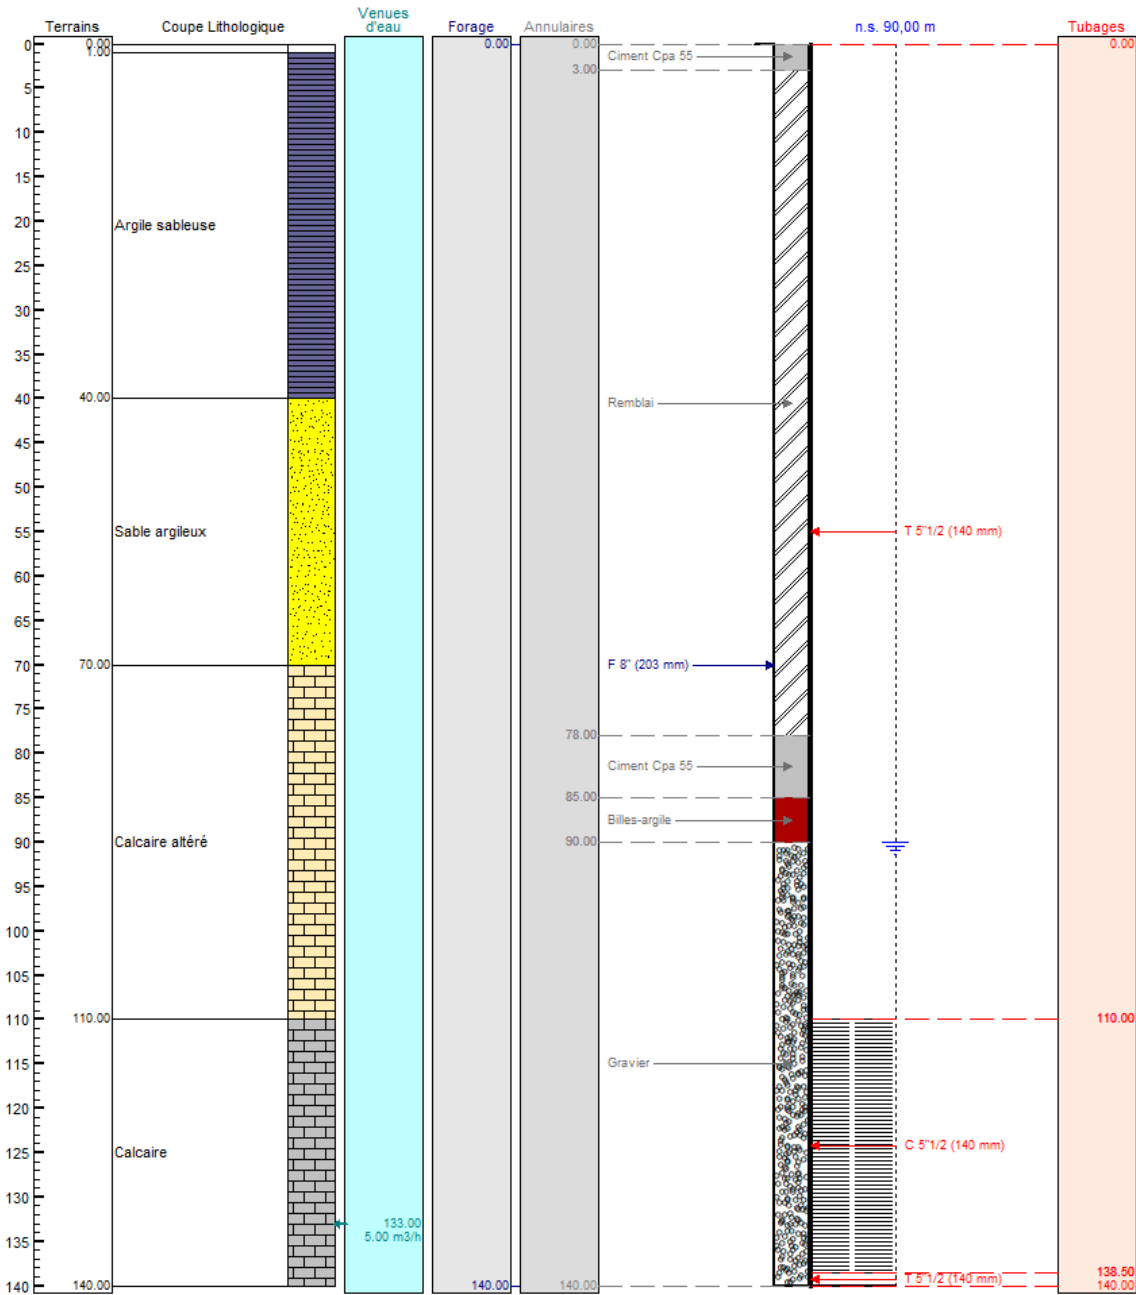 Terrains
Coupe Lithologique
Venues
d'eau
Forage
Annulaires
n.s. 90,00 m
Tubages
0
5
10
15
20
25
30
35
40
45
50
55
60
65
70
75
80
85
90
95
100
105
110
115
120
125
130
135
140
0.00
1.00
40.00
70.00
110.00
140.00
Argile sableuse
Sable argileux
Calcaire altéré
Calcaire
133.00
5.00 m3/h
0.00
140.00
0.00
3.00
78.00
85.00
90.00
140.00
Ciment Cpa 55
Remblai
F 8" (203 mm)
Ciment Cpa 55
Billes-argile
Gravier
T 5"1/2 (140 mm)
C 5"1/2 (140 mm)
T 5"1/2 (140 mm)
0.00
110.00
138.50
140.00